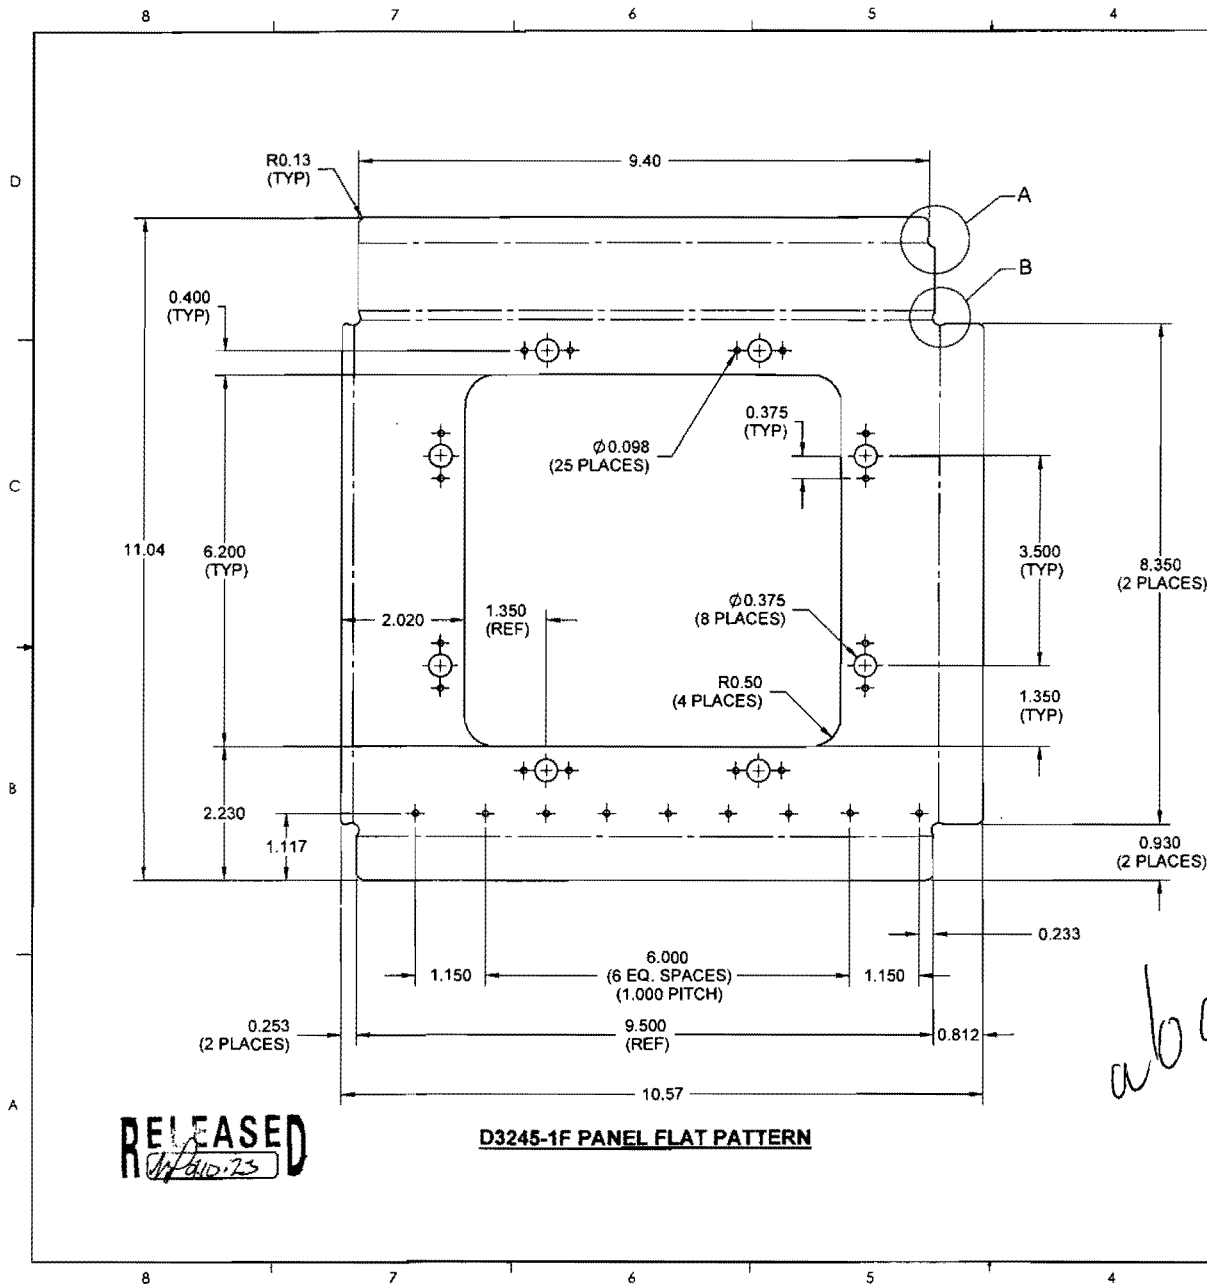 8 7 6 5 4
D
C
B
A
R0.13
(TYP)
9.40
A
B
0.400
(TYP)
0.375
(TYP)
Ø0.098
(25 PLACES)
11.04
6.200
(TYP)
3.500
(TYP)
8.350
(2 PLACES)
2.020
1.350
(REF)
Ø0.375
(8 PLACES)
R0.50
(4 PLACES)
1.350
(TYP)
2.230
1.117
0.930
(2 PLACES)
0.233
1.150
6.000
(6 EQ. SPACES)
(1.000 PITCH)
1.150
0.253
(2 PLACES)
9.500
(REF)
0.812
10.57
RELEASED
D3245-1F PANEL FLAT PATTERN
8 7 6 5 4